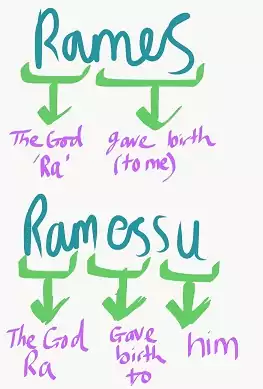 Rames
The God gave birth
'Ra' (to me)
Ramessu
The God Gave him
Ra birth
to